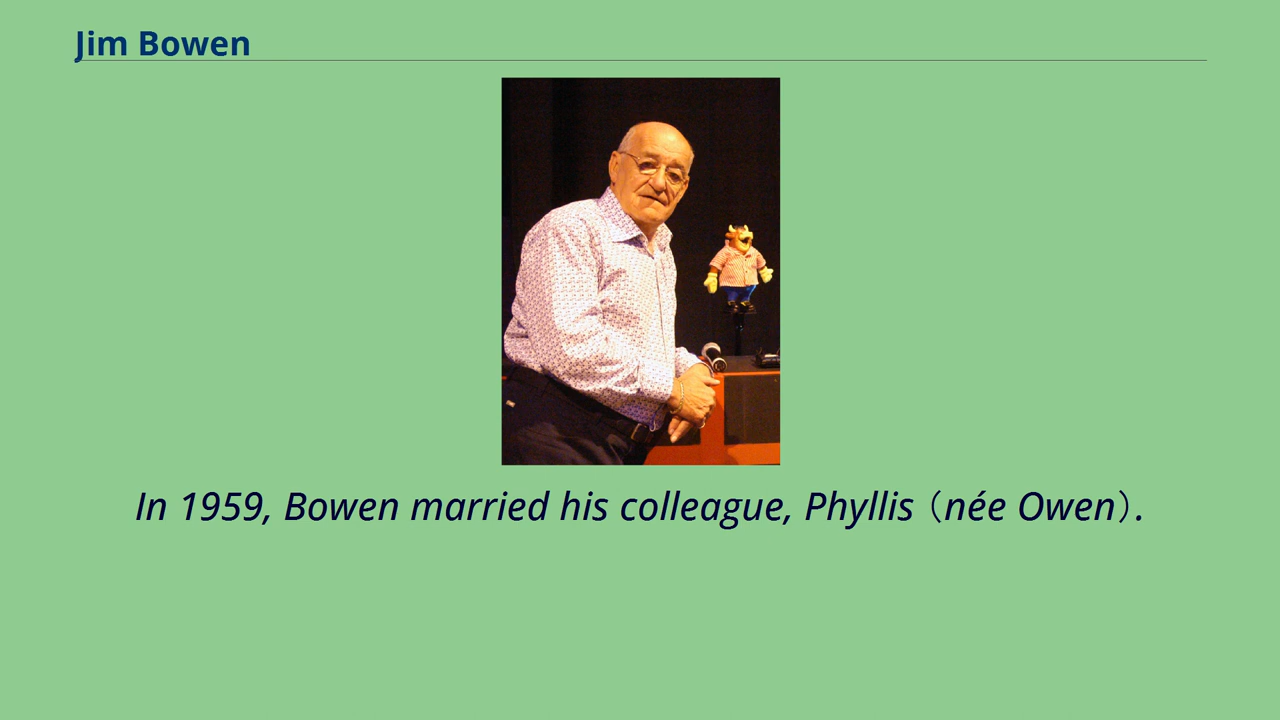 Jim Bowen
In 1959, Bowen married his colleague, Phyllis（née Owen）.